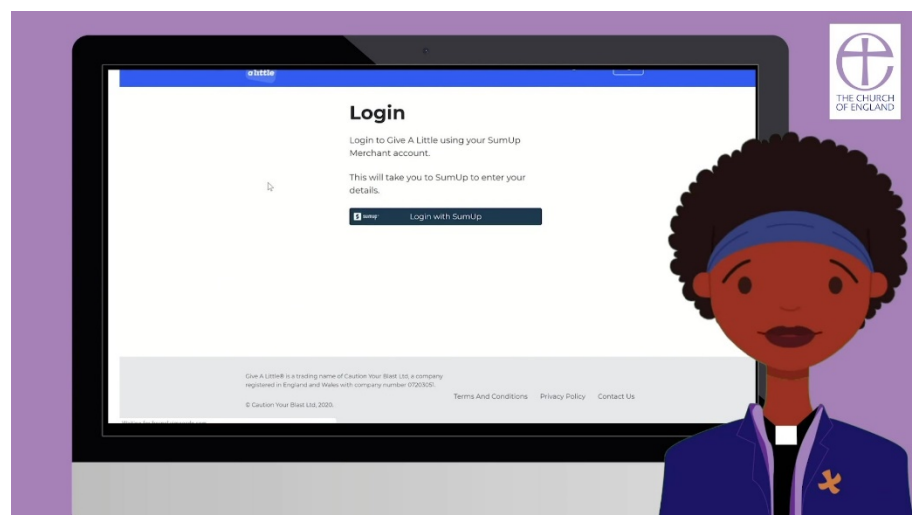 a little
THE CHURCH
OF ENGLAND
Login
Login to Give A Little using your SumUp
Merchant account.
This will take you to SumUp to enter your
details.
sumup
Login with SumUp
Give A Little® is a trading name of Caution Your Blast Ltd, a company
registered in England and Wales with company number 07203051.
© Caution Your Blast Ltd, 2020.
Terms And Conditions Privacy Policy Contact Us